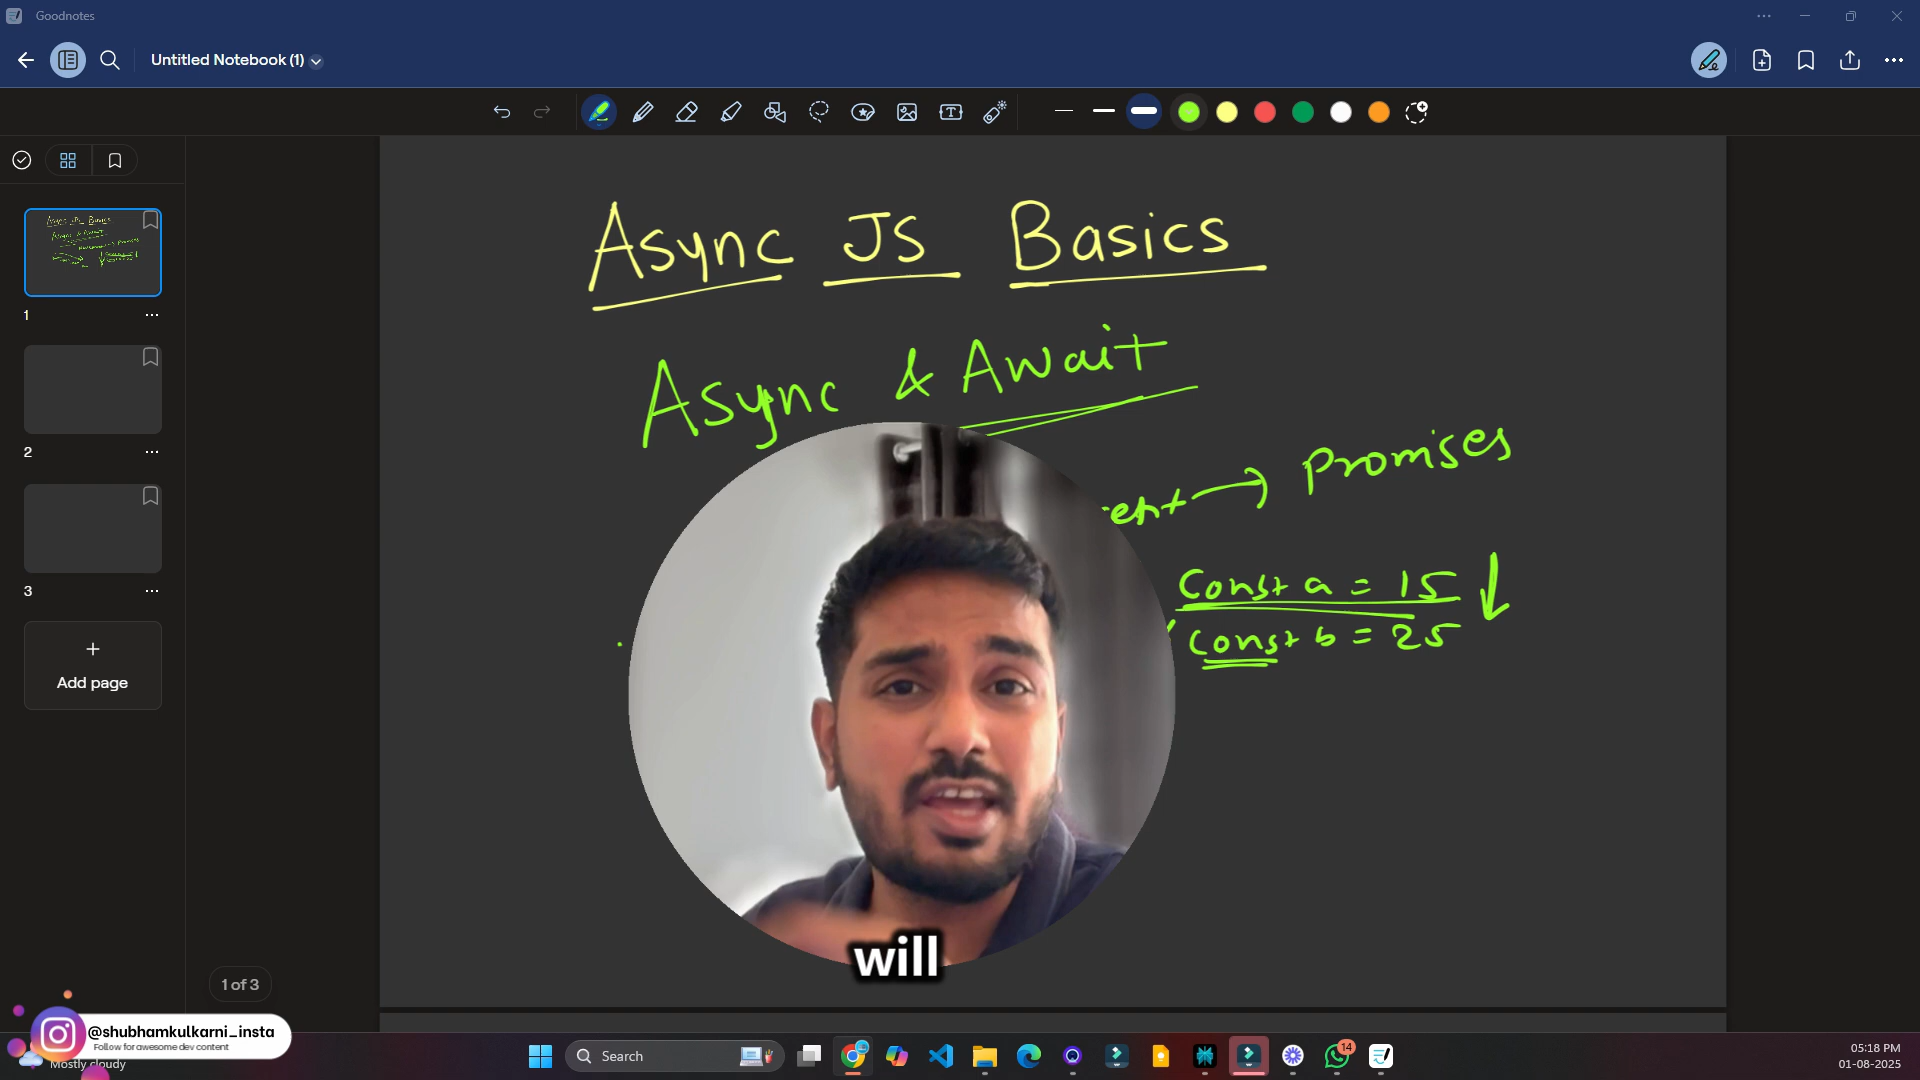 Goodnotes
Untitled Notebook (1)
Async JS Basics
Async & Await
Promises
Const a = 15
Const b = 25
1
2
3
Add page
1 of 3
will
@shubhamkulkarni_insta
Follow for awesome dev content
Mostly cloudy
Search
14
05:18 PM
01-08-2025